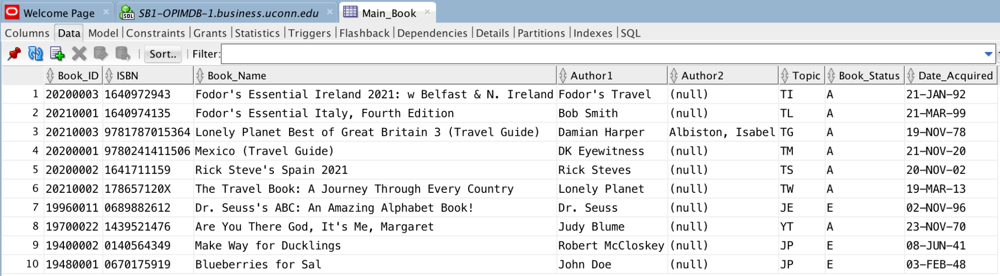 Welcome Page SB1-OPIMDB-1.business.uconn.edu Main_Book
Columns Data Model Constraints Grants Statistics Triggers Flashback Dependencies Details Partitions Indexes SQL
Sort.. Filter:
Book_ID ISBN Book_Name Author1 Author2 Topic Book_Status Date_Acquired
1 20200003 1640972943 Fodor's Essential Ireland 2021: w Belfast & N. Ireland Fodor's Travel (null) TI A 21-JAN-92
2 20210001 1640974135 Fodor's Essential Italy, Fourth Edition Bob Smith (null) TL A 21-MAR-99
3 20210003 9781787015364 Lonely Planet Best of Great Britain 3 (Travel Guide) Damian Harper Albiston, Isabel TG A 19-NOV-78
4 20200001 9780241411506 Mexico (Travel Guide) DK Eyewitness (null) TM A 21-NOV-20
5 20200002 1641711159 Rick Steve's Spain 2021 Rick Steves (null) TS A 20-NOV-02
6 20210002 178657120X The Travel Book: A Journey Through Every Country Lonely Planet (null) TW A 19-MAR-13
7 19960011 0689882612 Dr. Seuss's ABC: An Amazing Alphabet Book! Dr. Seuss (null) JE E 02-NOV-96
8 19700022 1439521476 Are You There God, It's Me, Margaret Judy Blume (null) YT A 23-NOV-70
9 19400002 0140564349 Make Way for Ducklings Robert McCloskey (null) JP E 08-JUN-41
10 19480001 0670175919 Blueberries for Sal John Doe (null) JP E 03-FEB-48